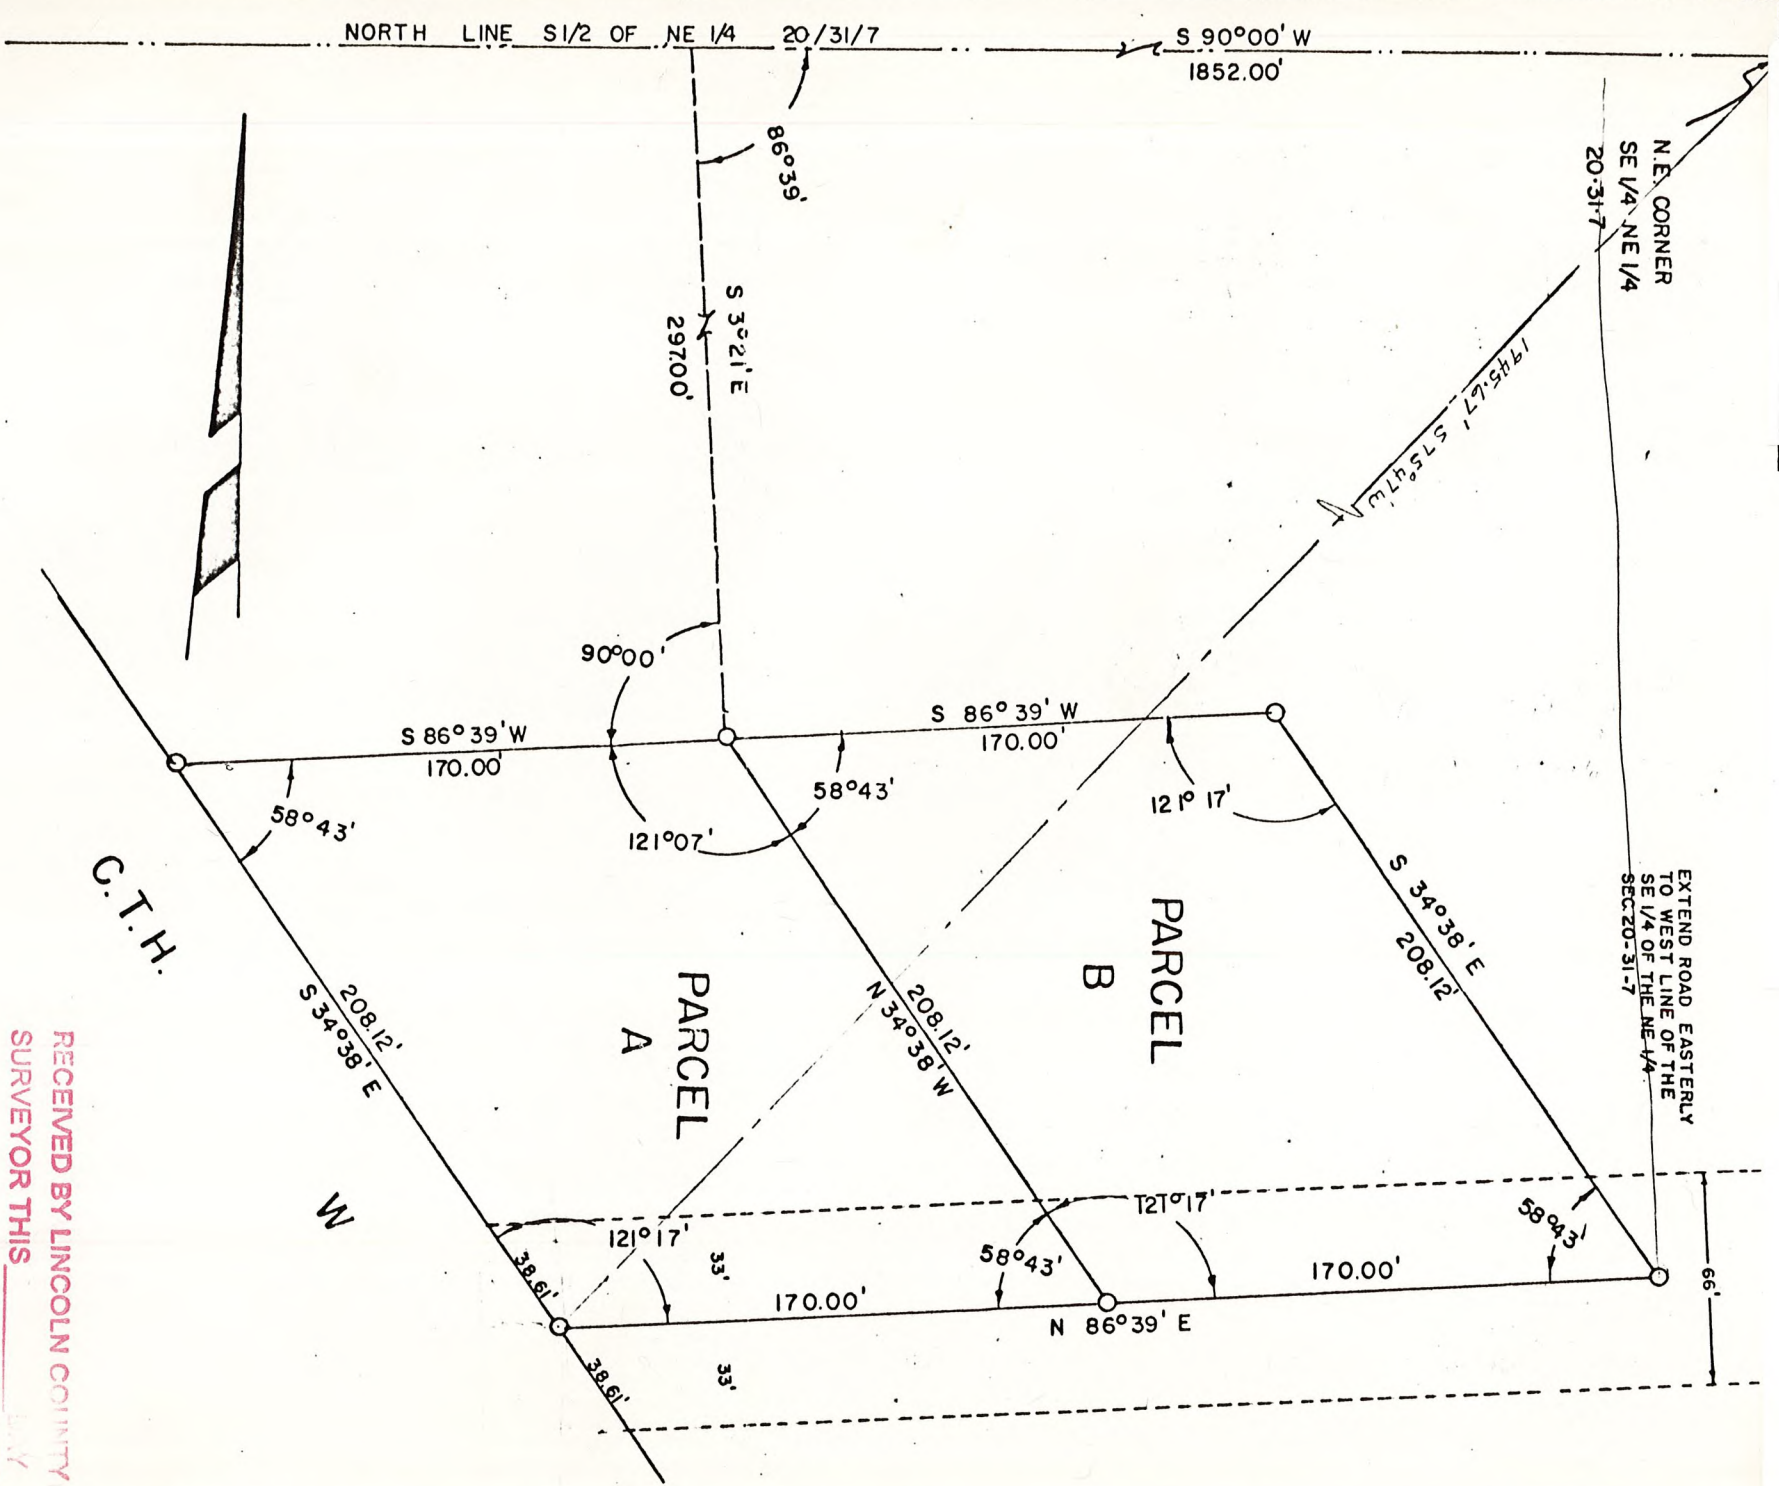 NORTH LINE S1/2 OF NE 1/4 20/31/7
S 90°00' W
1852.00'
N.E. CORNER
SE 1/4 NE 1/4
20-31-7
86°39'
S 3°21' E
297.00'
1945.67' S75°47'W
90°00'
S 86°39' W
170.00'
S 86°39' W
170.00'
58°43'
121°07'
58°43'
121° 17'
C.T.H.
W
208.12'
S 34°38' E
PARCEL
A
208.12'
N 34°38' W
PARCEL
B
S 34°38' E
208.12'
EXTEND ROAD EASTERLY
TO WEST LINE OF THE
SE 1/4 OF THE NE 1/4
SEC. 20-31-7
121°17'
38.61'
33'
170.00'
58°43'
121°17'
N 86°39' E
170.00'
58°43'
66'
38.61'
33'
RECEIVED BY LINCOLN COUNTY
SURVEYOR THIS DAY